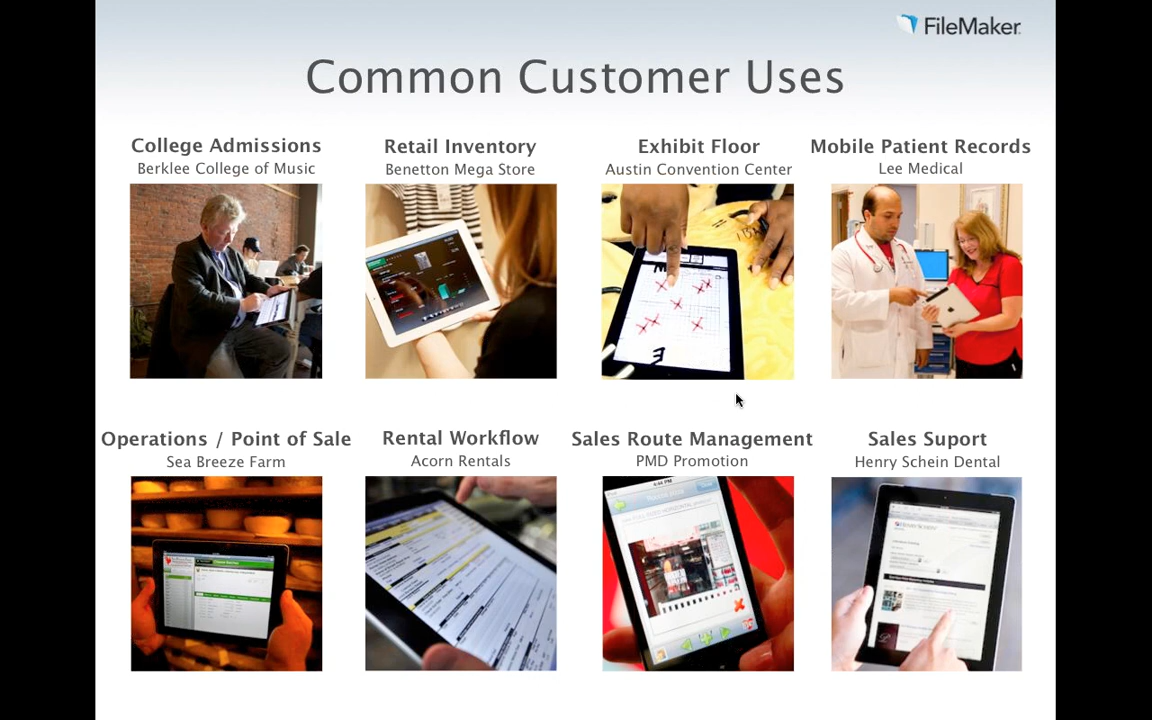 FileMaker
Common Customer Uses
College Admissions
Berklee College of Music
Retail Inventory
Benetton Mega Store
Exhibit Floor
Austin Convention Center
Mobile Patient Records
Lee Medical
Operations / Point of Sale
Sea Breeze Farm
Rental Workflow
Acorn Rentals
Sales Route Management
PMD Promotion
Sales Suport
Henry Schein Dental